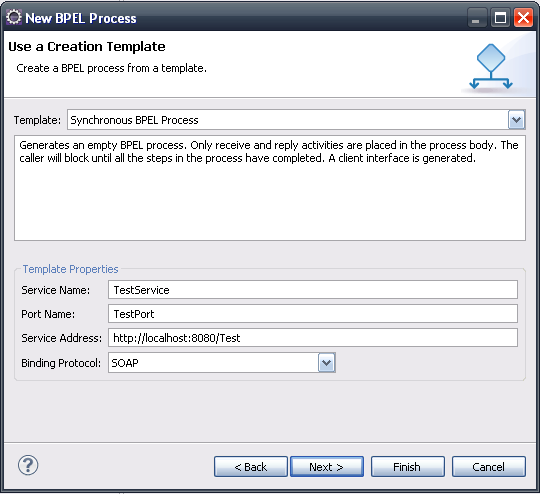 New BPEL Process
Use a Creation Template
Create a BPEL process from a template.
Template: Synchronous BPEL Process
Generates an empty BPEL process. Only receive and reply activities are placed in the process body. The
caller will block until all the steps in the process have completed. A client interface is generated.
Template Properties
Service Name: TestService
Port Name: TestPort
Service Address: http://localhost:8080/Test
Binding Protocol: SOAP
? < Back Next > Finish Cancel